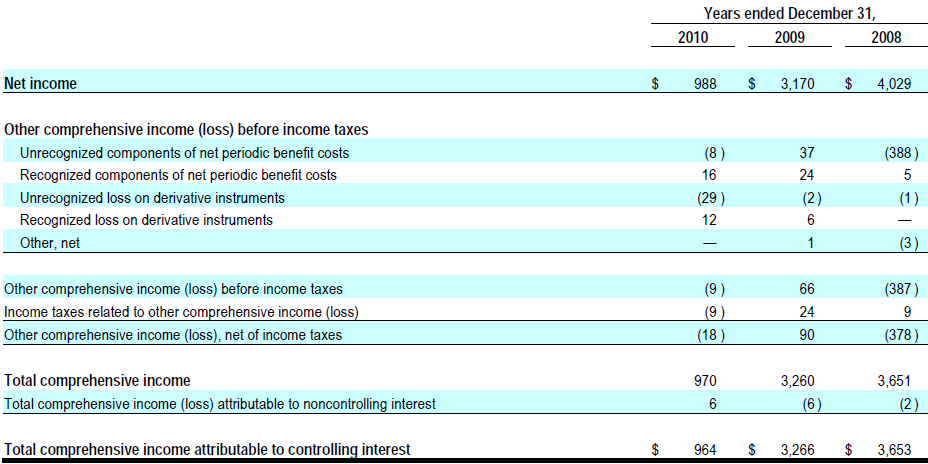 Years ended December 31,
2010 2009 2008
Net income $ 988 $ 3,170 $ 4,029
Other comprehensive income (loss) before income taxes
Unrecognized components of net periodic benefit costs (8 ) 37 (388 )
Recognized components of net periodic benefit costs 16 24 5
Unrecognized loss on derivative instruments (29 ) (2 ) (1 )
Recognized loss on derivative instruments 12 6 —
Other, net — 1 (3 )
Other comprehensive income (loss) before income taxes (9 ) 66 (387 )
Income taxes related to other comprehensive income (loss) (9 ) 24 9
Other comprehensive income (loss), net of income taxes (18 ) 90 (378 )
Total comprehensive income 970 3,260 3,651
Total comprehensive income (loss) attributable to noncontrolling interest 6 (6 ) (2 )
Total comprehensive income attributable to controlling interest $ 964 $ 3,266 $ 3,653